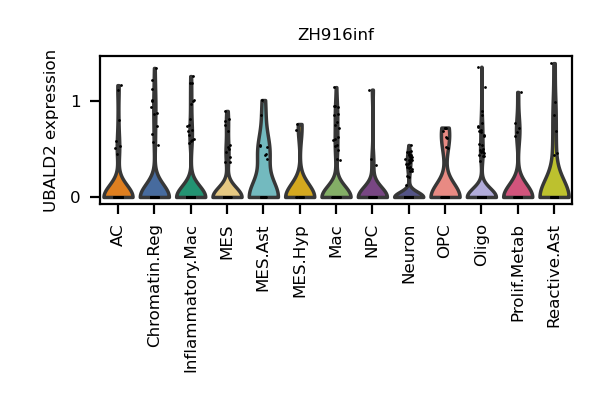 ZH916inf
UBALD2 expression
1
0
AC
Chromatin.Reg
Inflammatory.Mac
MES
MES.Ast
MES.Hyp
Mac
NPC
Neuron
OPC
Oligo
Prolif.Metab
Reactive.Ast